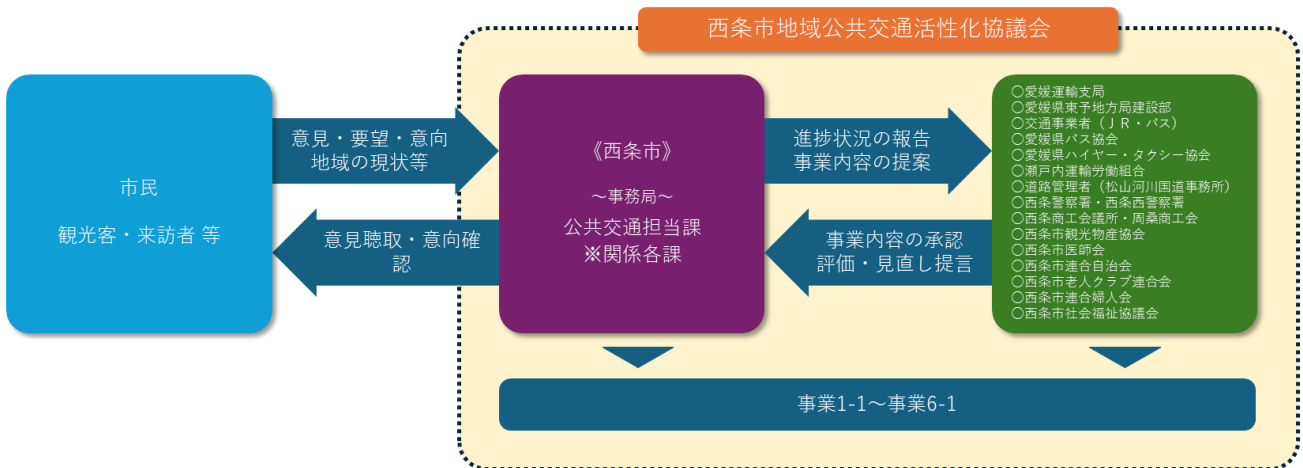 西条市地域公共交通活性化協議会
市民
観光客・来訪者 等
意見・要望・意向
地域の現状等
意見聴取・意向確
認
《西条市》
～事務局～
公共交通担当課
※関係各課
進捗状況の報告
事業内容の提案
事業内容の承認
評価・見直し提言
○愛媛運輸支局
○愛媛県東予地方局建設部
○交通事業者（ＪＲ・バス）
○愛媛県バス協会
○愛媛県ハイヤー・タクシー協会
○瀬戸内運輸労働組合
○道路管理者（松山河川国道事務所）
○西条警察署・西条西警察署
○西条商工会議所・周桑商工会
○西条市観光物産協会
○西条市医師会
○西条市連合自治会
○西条市老人クラブ連合会
○西条市連合婦人会
○西条市社会福祉協議会
事業1-1～事業6-1